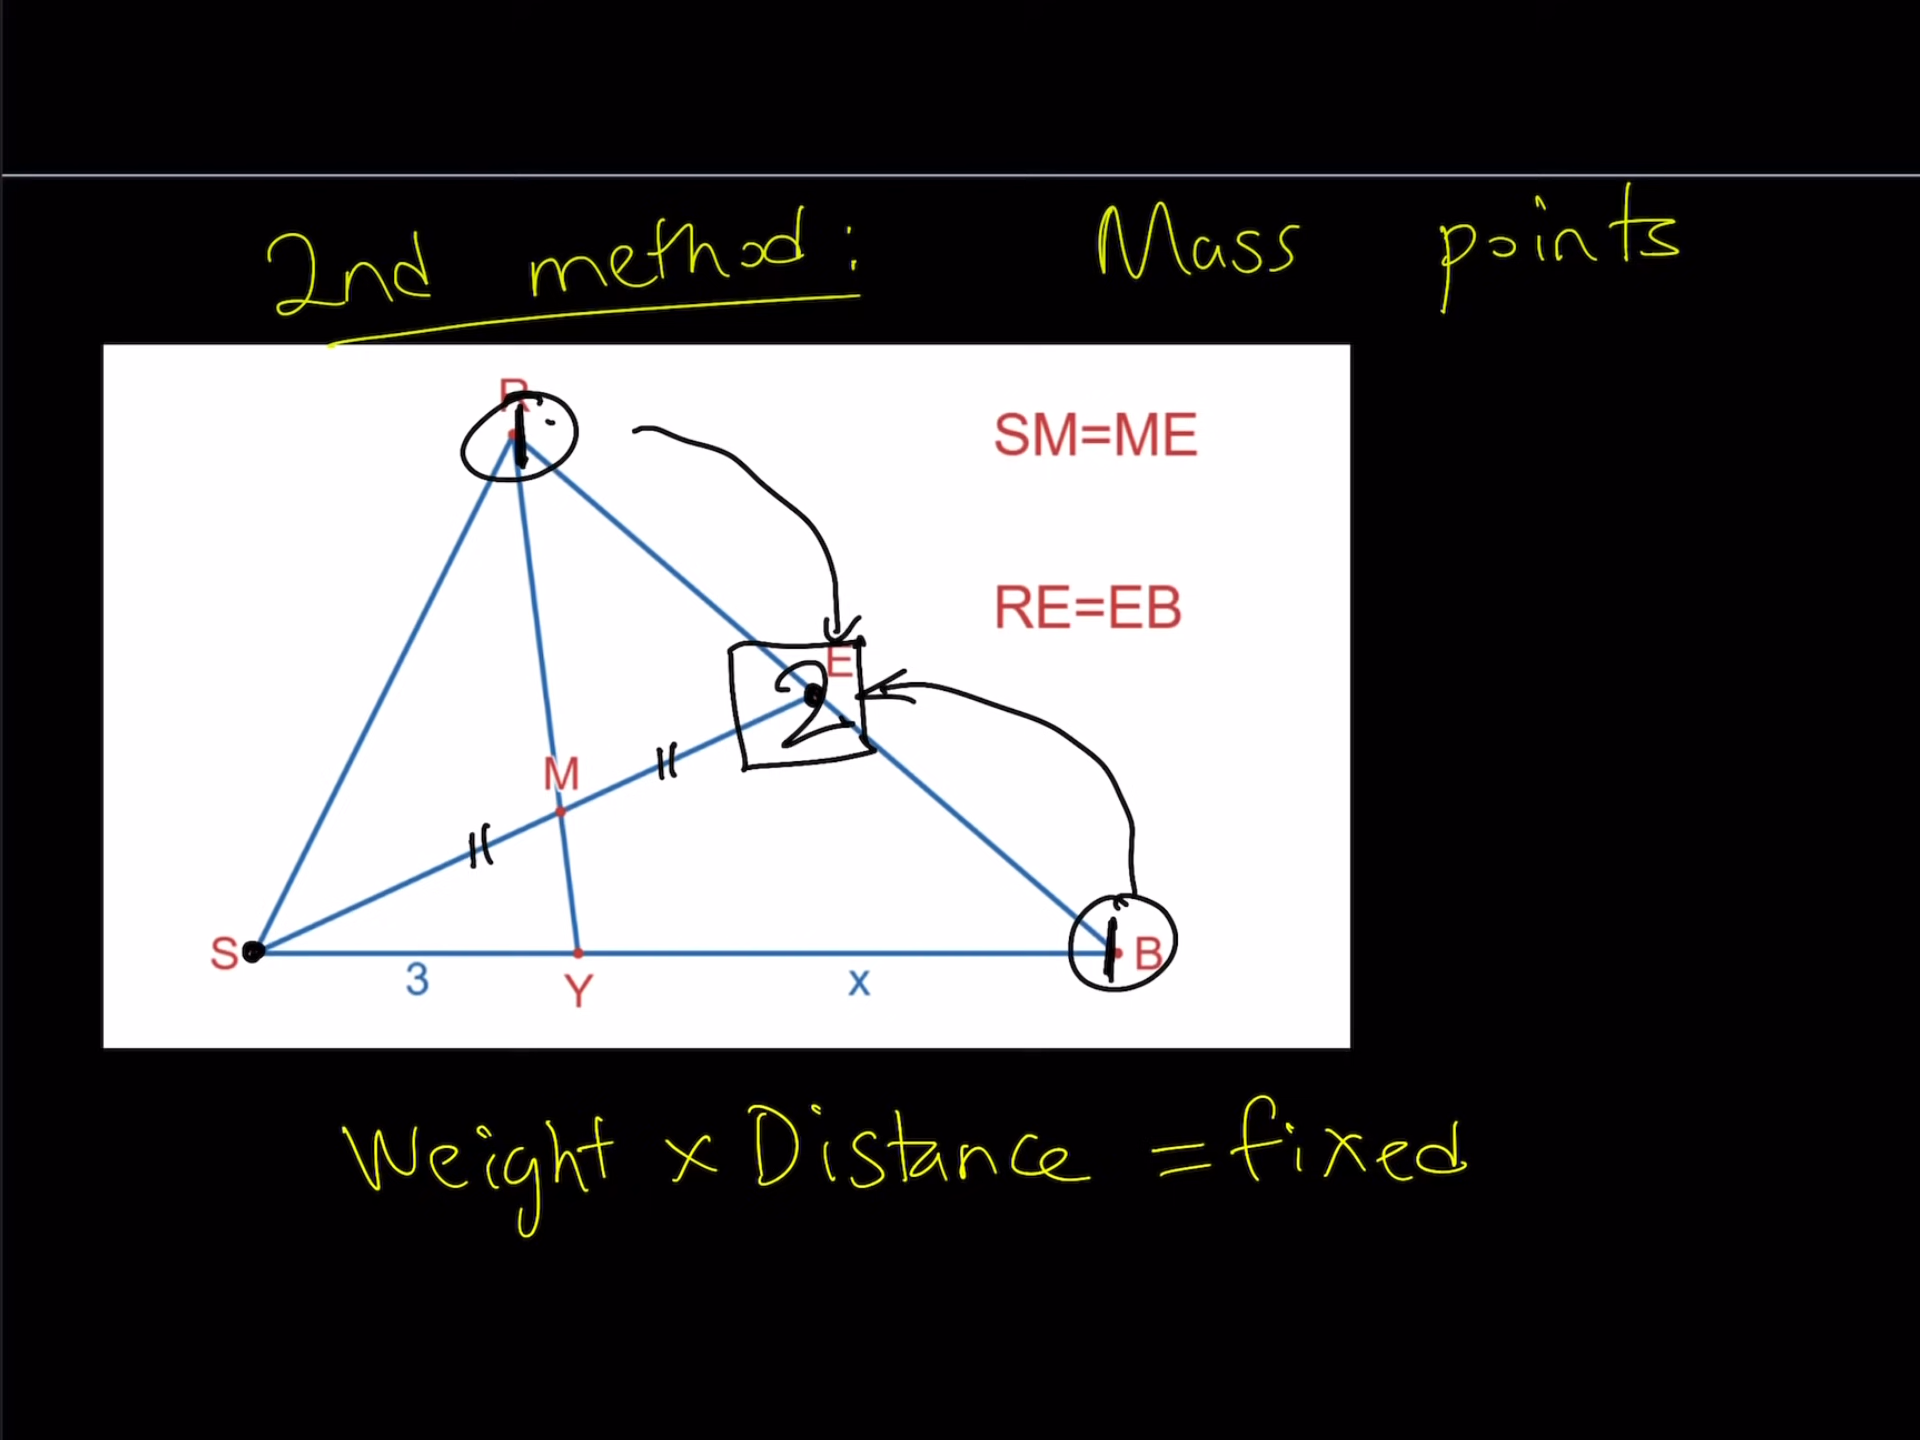 2nd method: Mass points
R
1
SM=ME
RE=EB
E
2
M
S
1
B
3
Y
x
Weight x Distance = fixed